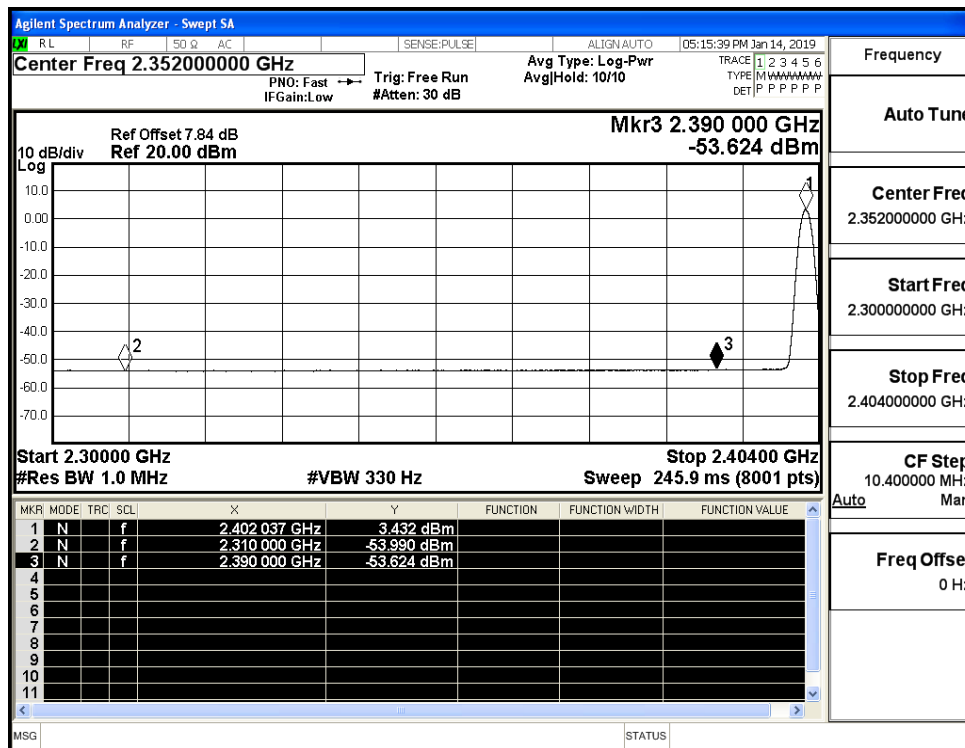 Agilent Spectrum Analyzer - Swept SA
LXI RL RF 50 Ω AC SENSE:PULSE ALIGN AUTO 05:15:39 PM Jan 14, 2019
Center Freq 2.352000000 GHz
PNO: Fast
IFGain:Low
Trig: Free Run
#Atten: 30 dB
Avg Type: Log-Pwr
Avg|Hold: 10/10
TRACE 1 2 3 4 5 6
TYPE M W W W W W
DET P P P P P P
Ref Offset 7.84 dB
10 dB/div Ref 20.00 dBm
Log
Mkr3 2.390 000 GHz
-53.624 dBm
10.0
0.00
-10.0
-20.0
-30.0
-40.0
-50.0
-60.0
-70.0
1
2
3
Start 2.30000 GHz Stop 2.40400 GHz
#Res BW 1.0 MHz #VBW 330 Hz Sweep 245.9 ms (8001 pts)
MKR MODE TRC SCL X Y FUNCTION FUNCTION WIDTH FUNCTION VALUE
1 N f 2.402 037 GHz 3.432 dBm
2 N f 2.310 000 GHz -53.990 dBm
3 N f 2.390 000 GHz -53.624 dBm
4
5
6
7
8
9
10
11
MSG STATUS
Frequency
Auto Tune
Center Freq
2.352000000 GHz
Start Freq
2.300000000 GHz
Stop Freq
2.404000000 GHz
CF Step
10.400000 MHz
Auto Man
Freq Offse
0 Hz